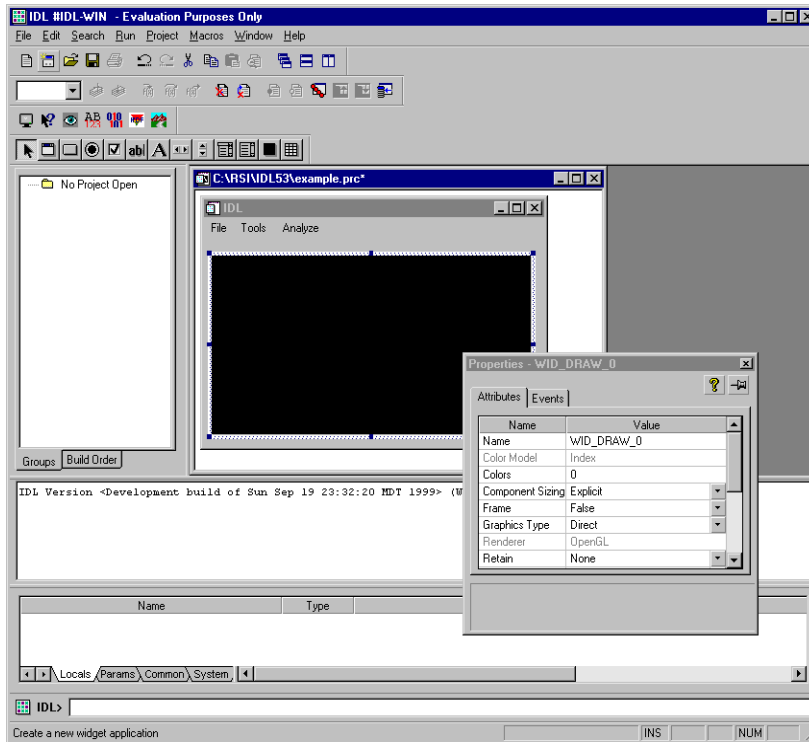 IDL #IDL-WIN - Evaluation Purposes Only
File Edit Search Run Project Macros Window Help
abl A
No Project Open
C:\RSI\IDL53\example.prc*
IDL
File Tools Analyze
Groups Build Order
Properties - WID_DRAW_0
Attributes Events
Name Value
Name WID_DRAW_0
Color Model Index
Colors 0
Component Sizing Explicit
Frame False
Graphics Type Direct
Renderer OpenGL
Retain None
IDL Version <Development build of Sun Sep 19 23:32:20 MDT 1999> (W
Name Type
Locals Params Common System
IDL>
Create a new widget application INS NUM